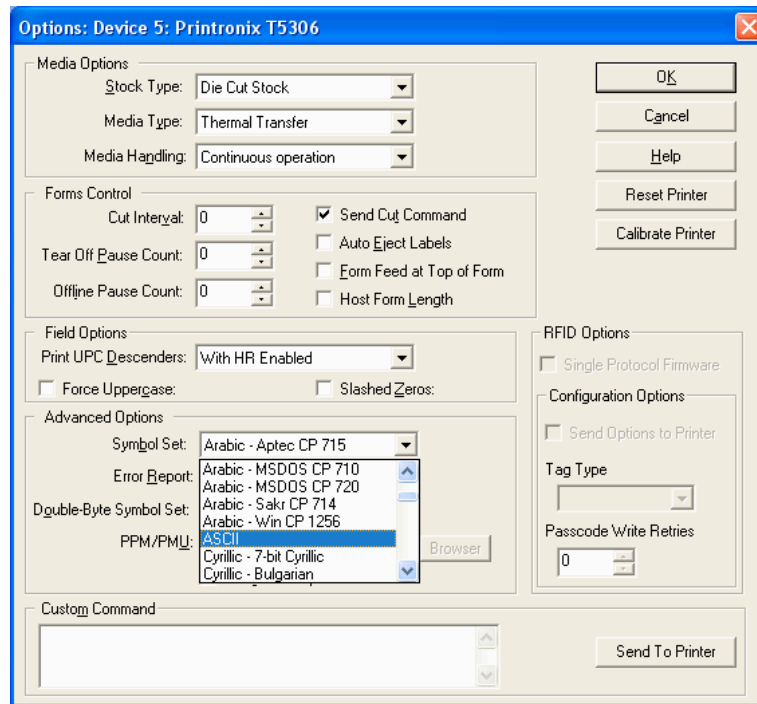 Options: Device 5: Printronix T5306
Media Options
Stock Type: Die Cut Stock
Media Type: Thermal Transfer
Media Handling: Continuous operation
OK
Cancel
Help
Reset Printer
Calibrate Printer
Forms Control
Cut Interval: 0
Send Cut Command
Tear Off Pause Count: 0
Auto Eject Labels
Form Feed at Top of Form
Offline Pause Count: 0
Host Form Length
Field Options
Print UPC Descenders: With HR Enabled
Force Uppercase:
Slashed Zeros:
Advanced Options
Symbol Set: Arabic - Aptec CP 715
Error Report:
Double-Byte Symbol Set:
PPM/PMU:
Arabic - MSDOS CP 710
Arabic - MSDOS CP 720
Arabic - Sakr CP 714
Arabic - Win CP 1256
ASCII
Cyrillic - 7-bit Cyrillic
Cyrillic - Bulgarian
Browser
RFID Options
Single Protocol Firmware
Configuration Options
Send Options to Printer
Tag Type
Passcode Write Retries
0
Custom Command
Send To Printer